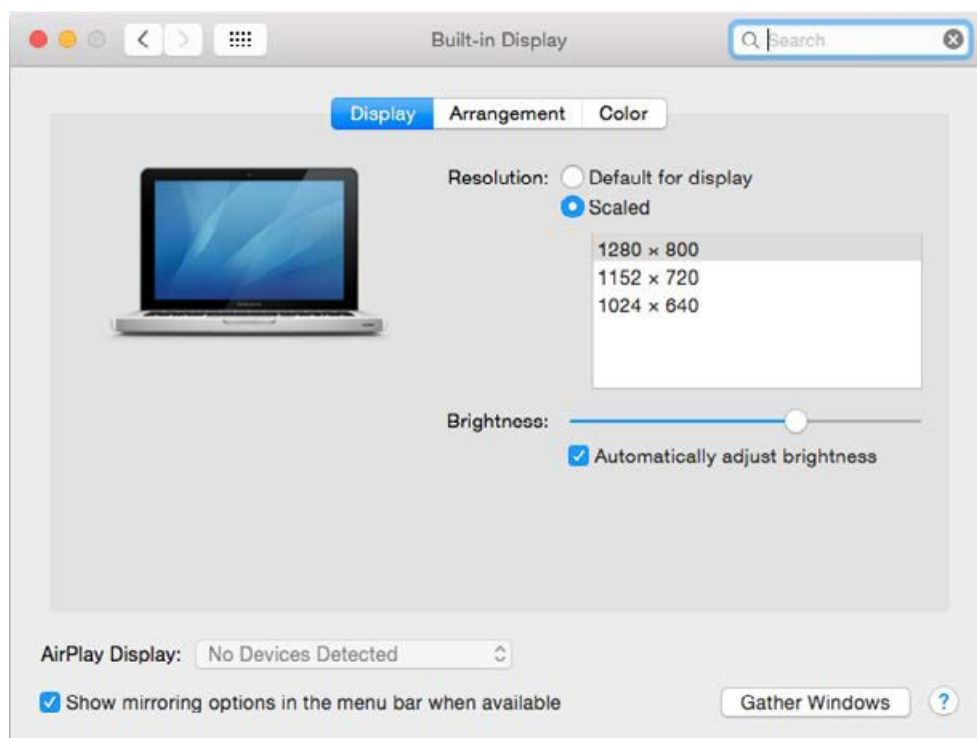 Built-in Display
Search
Display Arrangement Color
Resolution: Default for display
Scaled
1280 × 800
1152 × 720
1024 × 640
Brightness:
Automatically adjust brightness
AirPlay Display: No Devices Detected
Show mirroring options in the menu bar when available
Gather Windows ?